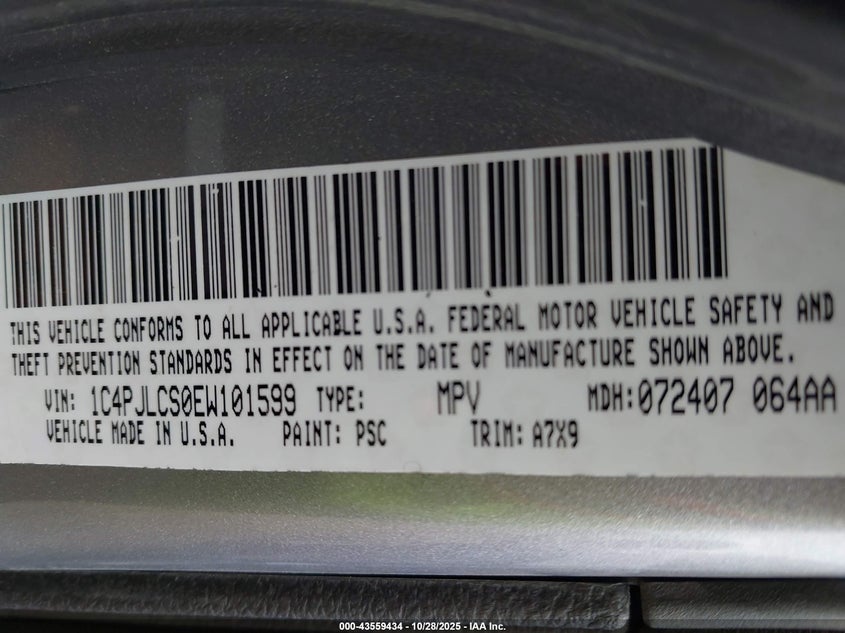 THIS VEHICLE CONFORMS TO ALL APPLICABLE U.S.A. FEDERAL MOTOR VEHICLE SAFETY AND
THEFT PREVENTION STANDARDS IN EFFECT ON THE DATE OF MANUFACTURE SHOWN ABOVE.
VIN: 1C4PJLCS0EW101599 TYPE: MPV MDH:072407 064AA
VEHICLE MADE IN U.S.A. PAINT: PSC TRIM: A7X9
000-43559434 - 10/28/2025 - IAA Inc.